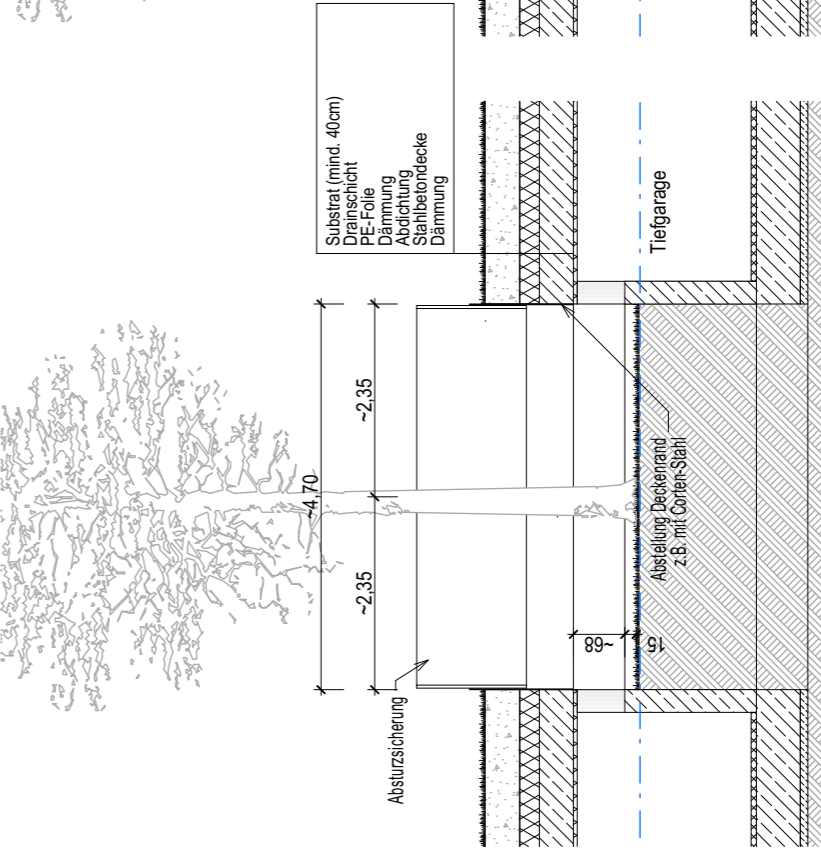 Substrat (mind. 40cm)
Drainschicht
PE-Folie
Dämmung
Abdichtung
Stahlbetondecke
Dämmung
Tiefgarage
~2,35
~4,70
~2,35
Abstellung Deckenrand
z.B. mit Corten-Stahl
~68
15
Absturzsicherung